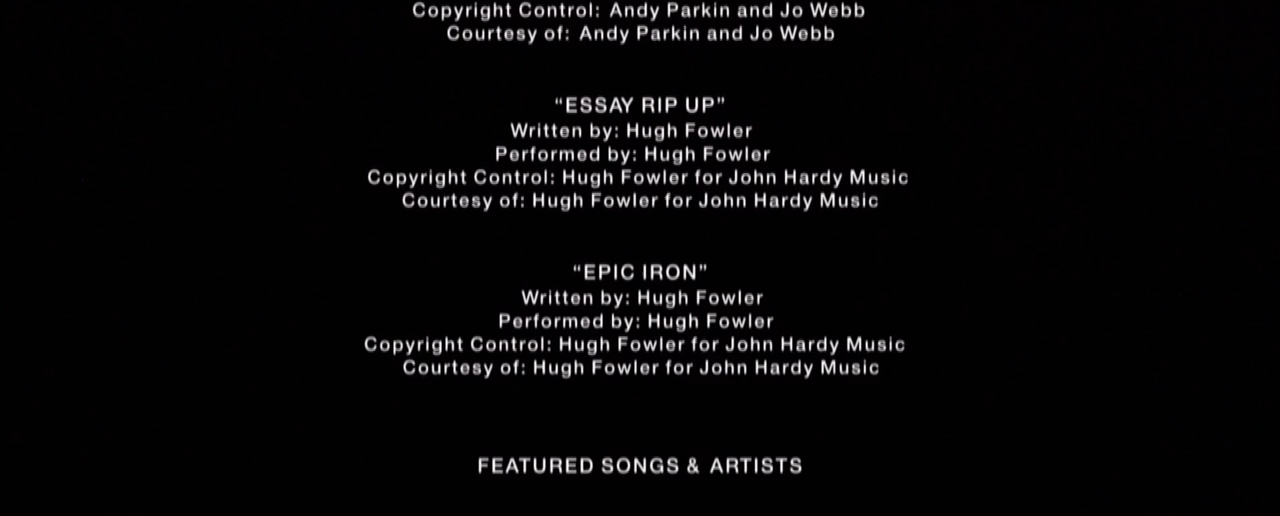 Copyright Control: Andy Parkin and Jo Webb
Courtesy of: Andy Parkin and Jo Webb
“ESSAY RIP UP”
Written by: Hugh Fowler
Performed by: Hugh Fowler
Copyright Control: Hugh Fowler for John Hardy Music
Courtesy of: Hugh Fowler for John Hardy Music
“EPIC IRON”
Written by: Hugh Fowler
Performed by: Hugh Fowler
Copyright Control: Hugh Fowler for John Hardy Music
Courtesy of: Hugh Fowler for John Hardy Music
FEATURED SONGS & ARTISTS